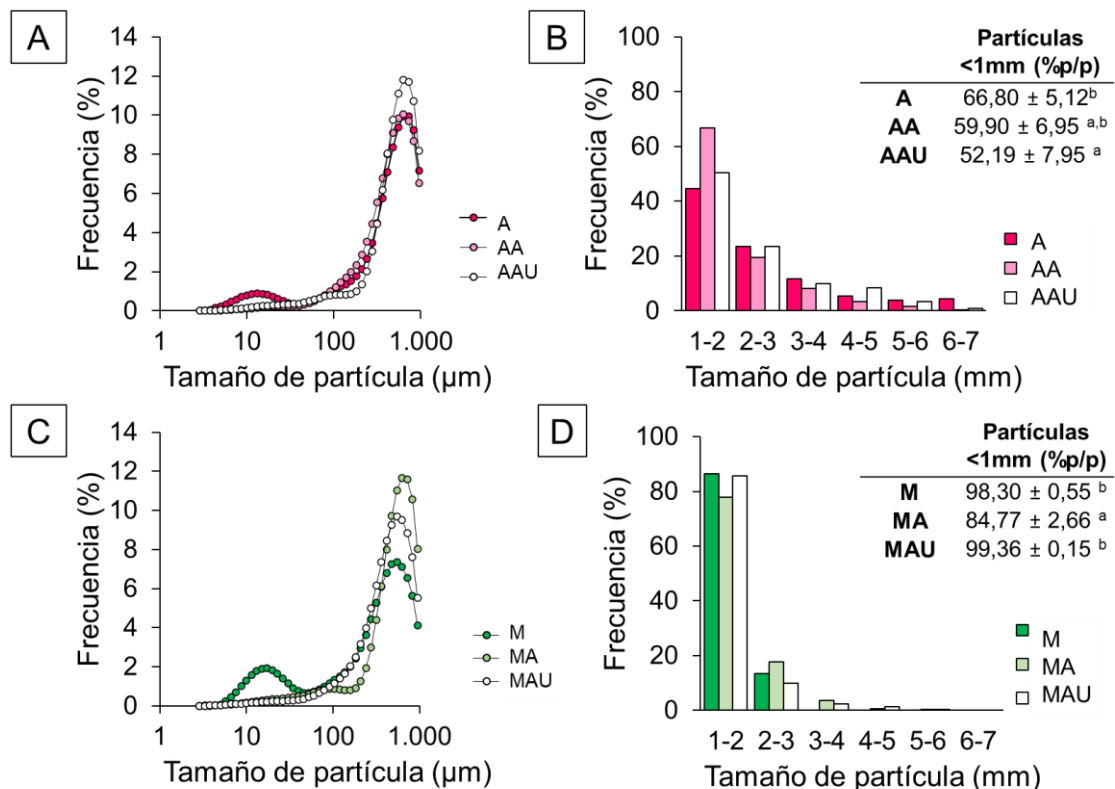 A
14
12
10
8
6
4
2
0
Frecuencia (%)
1 10 100 1.000
Tamaño de partícula (µm)
A
AA
AAU
B
100
80
60
40
20
0
Frecuencia (%)
1-2 2-3 3-4 4-5 5-6 6-7
Tamaño de partícula (mm)
Partículas
<1mm (%p/p)
A 66,80 ± 5,12 b
AA 59,90 ± 6,95 a,b
AAU 52,19 ± 7,95 a
A
AA
AAU
C
14
12
10
8
6
4
2
0
Frecuencia (%)
1 10 100 1.000
Tamaño de partícula (µm)
M
MA
MAU
D
100
80
60
40
20
0
Frecuencia (%)
1-2 2-3 3-4 4-5 5-6 6-7
Tamaño de partícula (mm)
Partículas
<1mm (%p/p)
M 98,30 ± 0,55 b
MA 84,77 ± 2,66 a
MAU 99,36 ± 0,15 b
M
MA
MAU